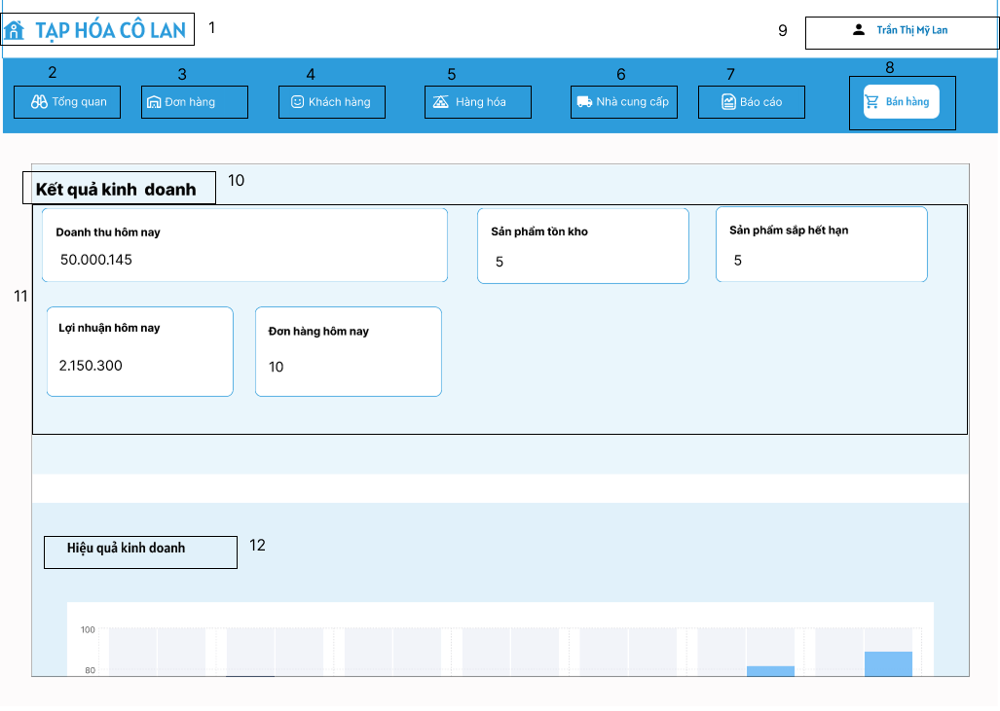 TẠP HÓA CÔ LAN
1
9
Trần Thị Mỹ Lan
2
3
4
5
6
7
8
Tổng quan
Đơn hàng
Khách hàng
Hàng hóa
Nhà cung cấp
Báo cáo
Bán hàng
Kết quả kinh doanh
10
Doanh thu hôm nay
50.000.145
Sản phẩm tồn kho
5
Sản phẩm sắp hết hạn
5
11
Lợi nhuận hôm nay
2.150.300
Đơn hàng hôm nay
10
Hiệu quả kinh doanh
12
100
80